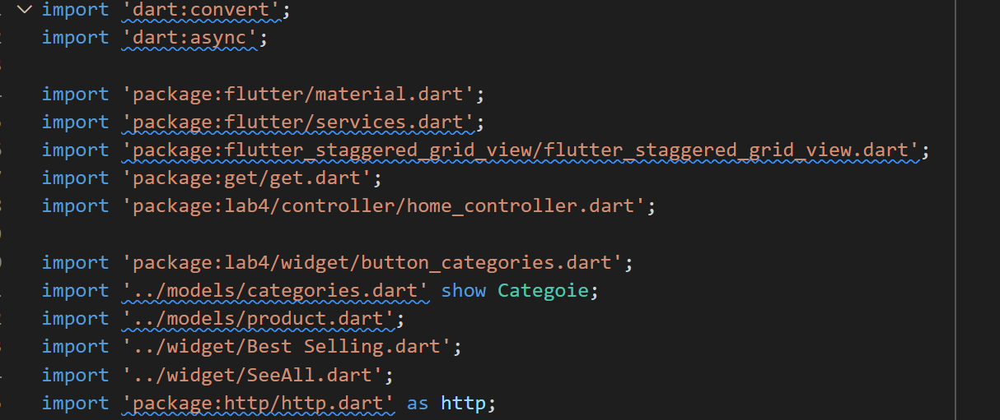 import 'dart:convert';
import 'dart:async';
import 'package:flutter/material.dart';
import 'package:flutter/services.dart';
import 'package:flutter_staggered_grid_view/flutter_staggered_grid_view.dart';
import 'package:get/get.dart';
import 'package:lab4/controller/home_controller.dart';
import 'package:lab4/widget/button_categories.dart';
import '../models/categories.dart' show Categoie;
import '../models/product.dart';
import '../widget/Best Selling.dart';
import '../widget/SeeAll.dart';
import 'package:http/http.dart' as http;